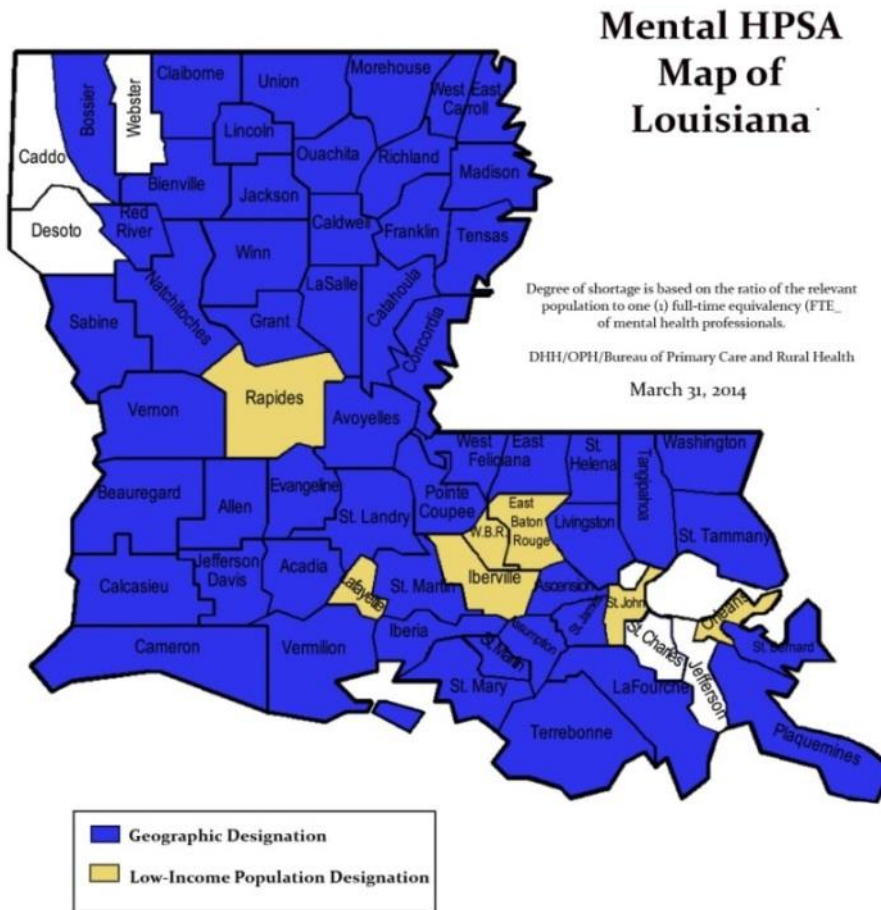 Mental HPSA
Map of
Louisiana
Caddo
Bossier
Webster
Claiborne
Union
Morehouse
West
East
Carroll
Lincoln
Ouachita
Richland
Madison
Bienville
Jackson
Desoto
Red
River
Caldwell
Franklin
Tensas
Winn
Natchitoches
LaSalle
Catahoula
Concordia
Sabine
Grant
Degree of shortage is based on the ratio of the relevant
population to one (1) full-time equivalency (FTE_
of mental health professionals.
DHH/OPH/Bureau of Primary Care and Rural Health
March 31, 2014
Rapides
Vernon
Avoyelles
West
Feliciana
East
St.
Helena
Tangipahoa
Washington
Beauregard
Allen
Evangeline
St. Landry
Pointe
Coupee
W.B.R
East
Baton
Rouge
Livingston
St. Tammany
Calcasieu
Jefferson
Davis
Acadia
Lafayette
St. Martin
Iberville
Ascension
St. James
St. John
Orleans
Cameron
Vermilion
Iberia
St. Martin
Assumption
St. Charles
Jefferson
St. Bernard
St. Mary
LaFourche
Terrebonne
Plaquemines
Geographic Designation
Low-Income Population Designation